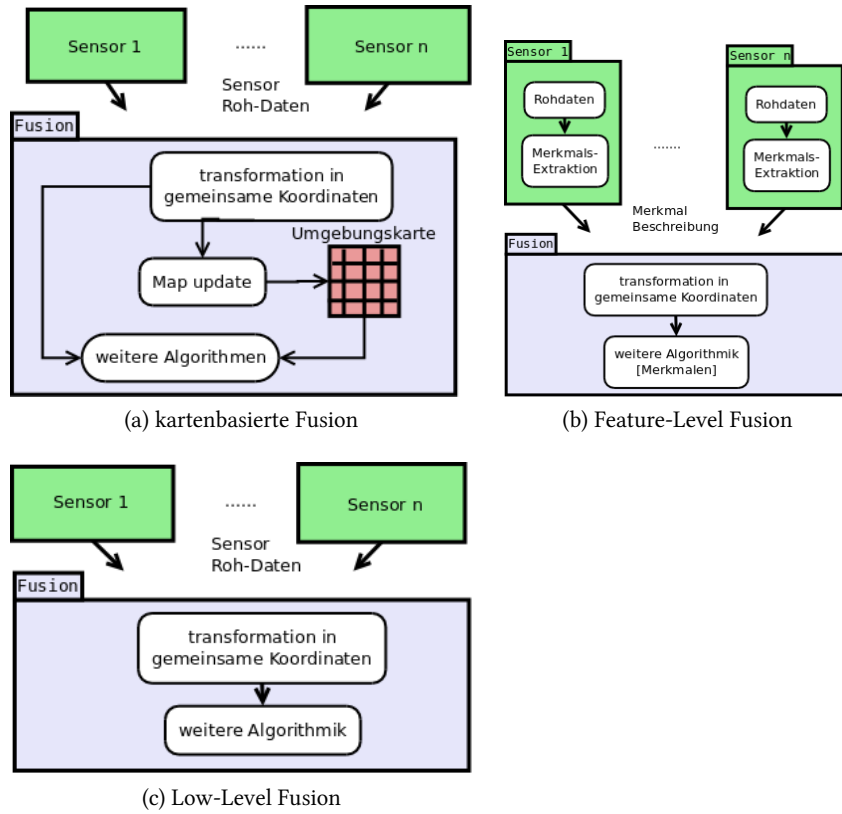 Sensor 1
......
Sensor n
Sensor
Roh-Daten
Fusion
transformation in
gemeinsame Koordinaten
Umgebungskarte
Map update
weitere Algorithmen
(a) kartenbasierte Fusion
Sensor 1
Sensor n
Rohdaten
Merkmals-
Extraktion
.......
Rohdaten
Merkmals-
Extraktion
Merkmal
Beschreibung
Fusion
transformation in
gemeinsame Koordinaten
weitere Algorithmik
[Merkmalen]
(b) Feature-Level Fusion
Sensor 1
......
Sensor n
Sensor
Roh-Daten
Fusion
transformation in
gemeinsame Koordinaten
weitere Algorithmik
(c) Low-Level Fusion